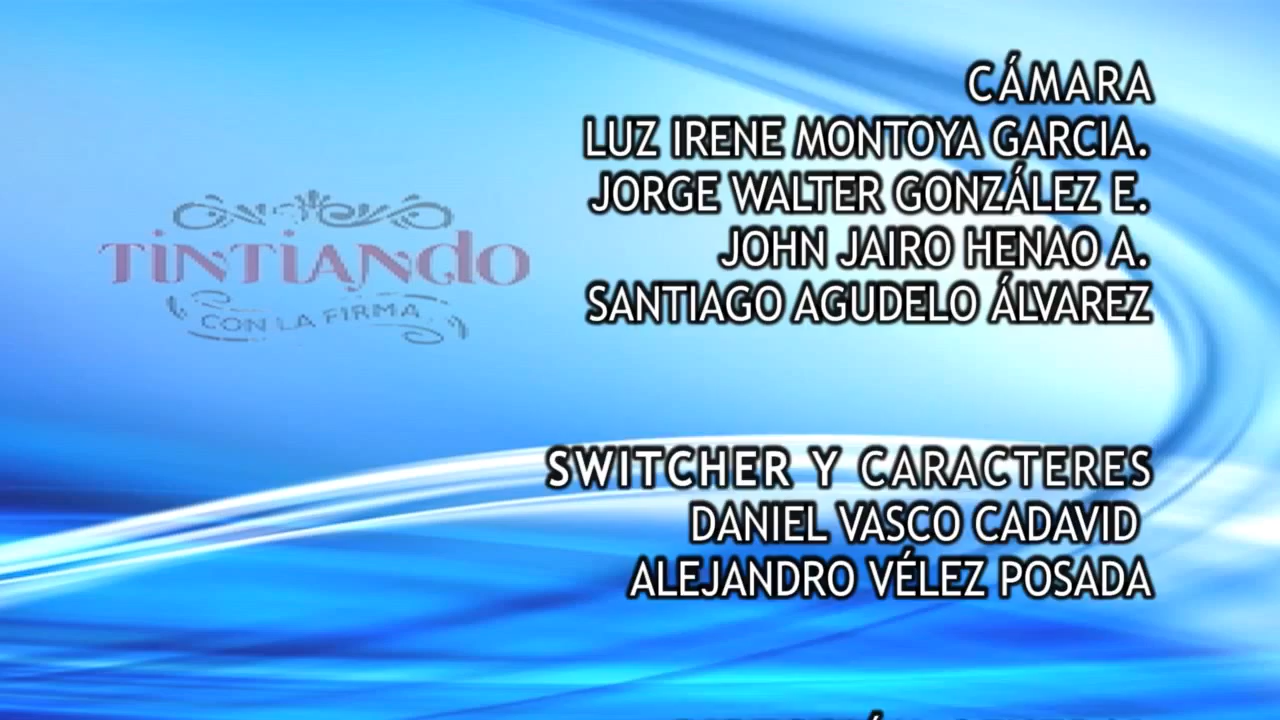 TINTIANDO
CON LA FIRMA
CÁMARA
LUZ IRENE MONTOYA GARCIA.
JORGE WALTER GONZÁLEZ E.
JOHN JAIRO HENAO A.
SANTIAGO AGUDELO ÁLVAREZ
SWITCHER Y CARACTERES
DANIEL VASCO CADAVID
ALEJANDRO VÉLEZ POSADA